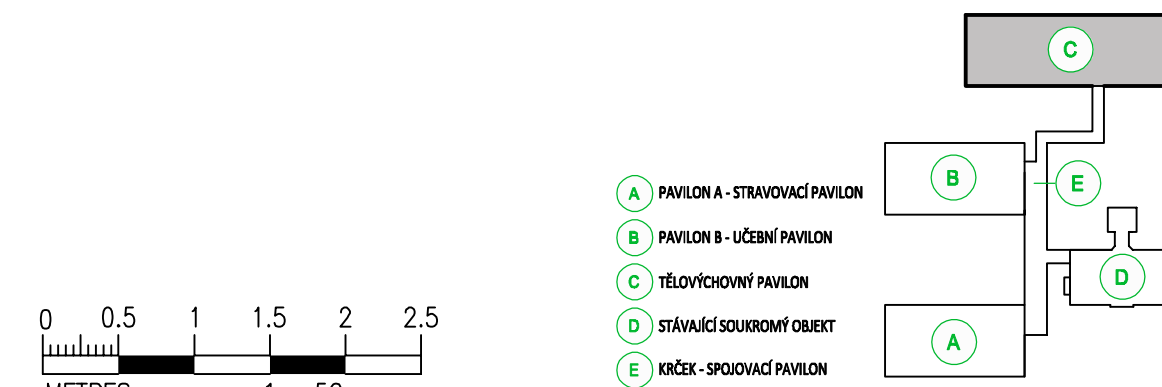 C
B
E
A PAVILON A - STRAVOVACÍ PAVILON
B PAVILON B - UČEBNÍ PAVILON
C TĚLOVÝCHOVNÝ PAVILON
D
D STÁVAJÍCÍ SOUKROMÝ OBJEKT
0 0.5 1 1.5 2 2.5
A
E KRČEK - SPOJOVACÍ PAVILON